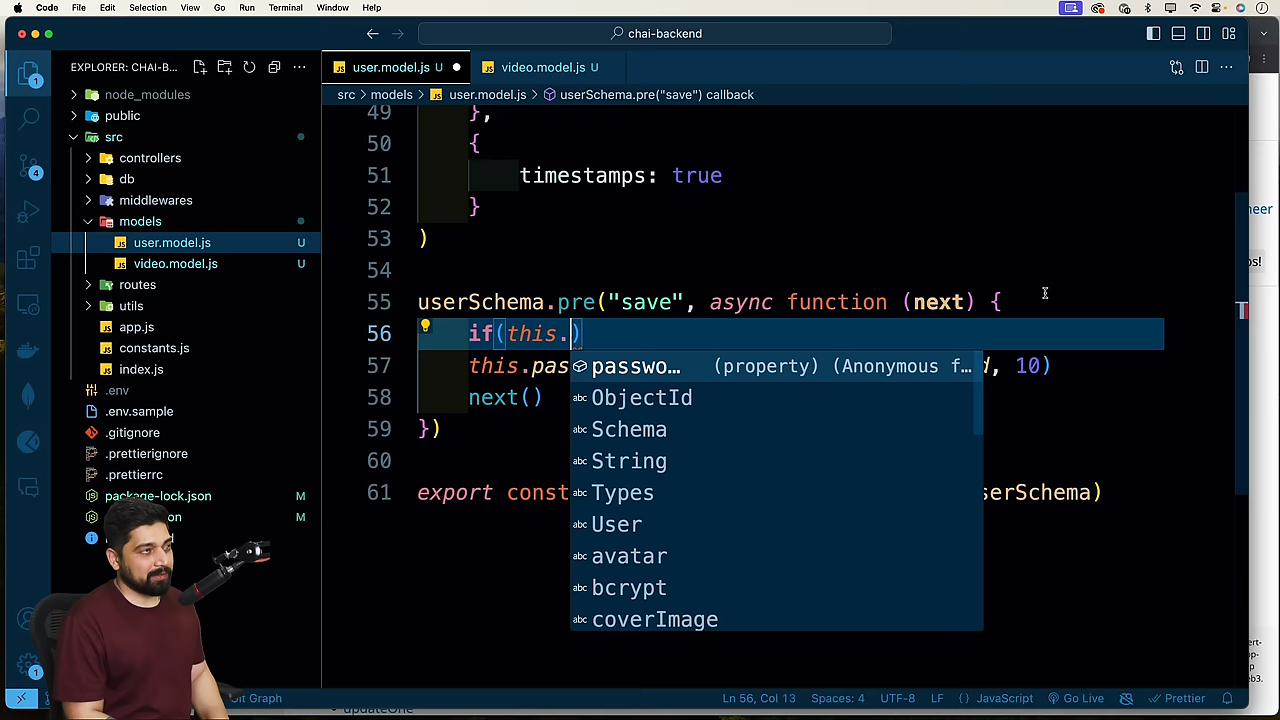 Code File Edit Selection View Go Run Terminal Window Help
chai-backend
EXPLORER: CHAI-B...
user.model.js U
video.model.js U
src > models > user.model.js > userSchema.pre("save") callback
node_modules
public
src
controllers
db
middlewares
models
user.model.js U
video.model.js U
routes
utils
app.js
constants.js
index.js
.env
.env.sample
.gitignore
.prettierignore
.prettierrc
package-lock.json M
M
49 },
50 {
51 timestamps: true
52 }
53 )
54
55 userSchema.pre("save", async function (next) {
56 if(this.)
57 this.pas d, 10)
58 next()
59 })
60
61 export const serSchema)
passwo... (property) (Anonymous f...
ObjectId
Schema
String
Types
User
avatar
bcrypt
coverImage
1
4
1
Git Graph
Ln 56, Col 13 Spaces: 4 UTF-8 LF {} JavaScript Go Live Prettier
updateOne
neer
ps!